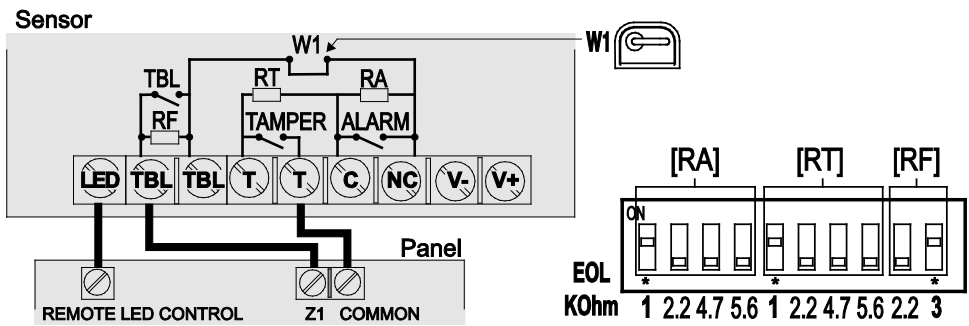 Sensor
W1
W1
TBL
RT
RA
RF
TAMPER
ALARM
LED TBL TBL T T C NC V- V+
Panel
REMOTE LED CONTROL Z1 COMMON
[RA] [RT] [RF]
ON
EOL
* * *
KOhm 1 2.2 4.7 5.6 1 2.2 4.7 5.6 2.2 3